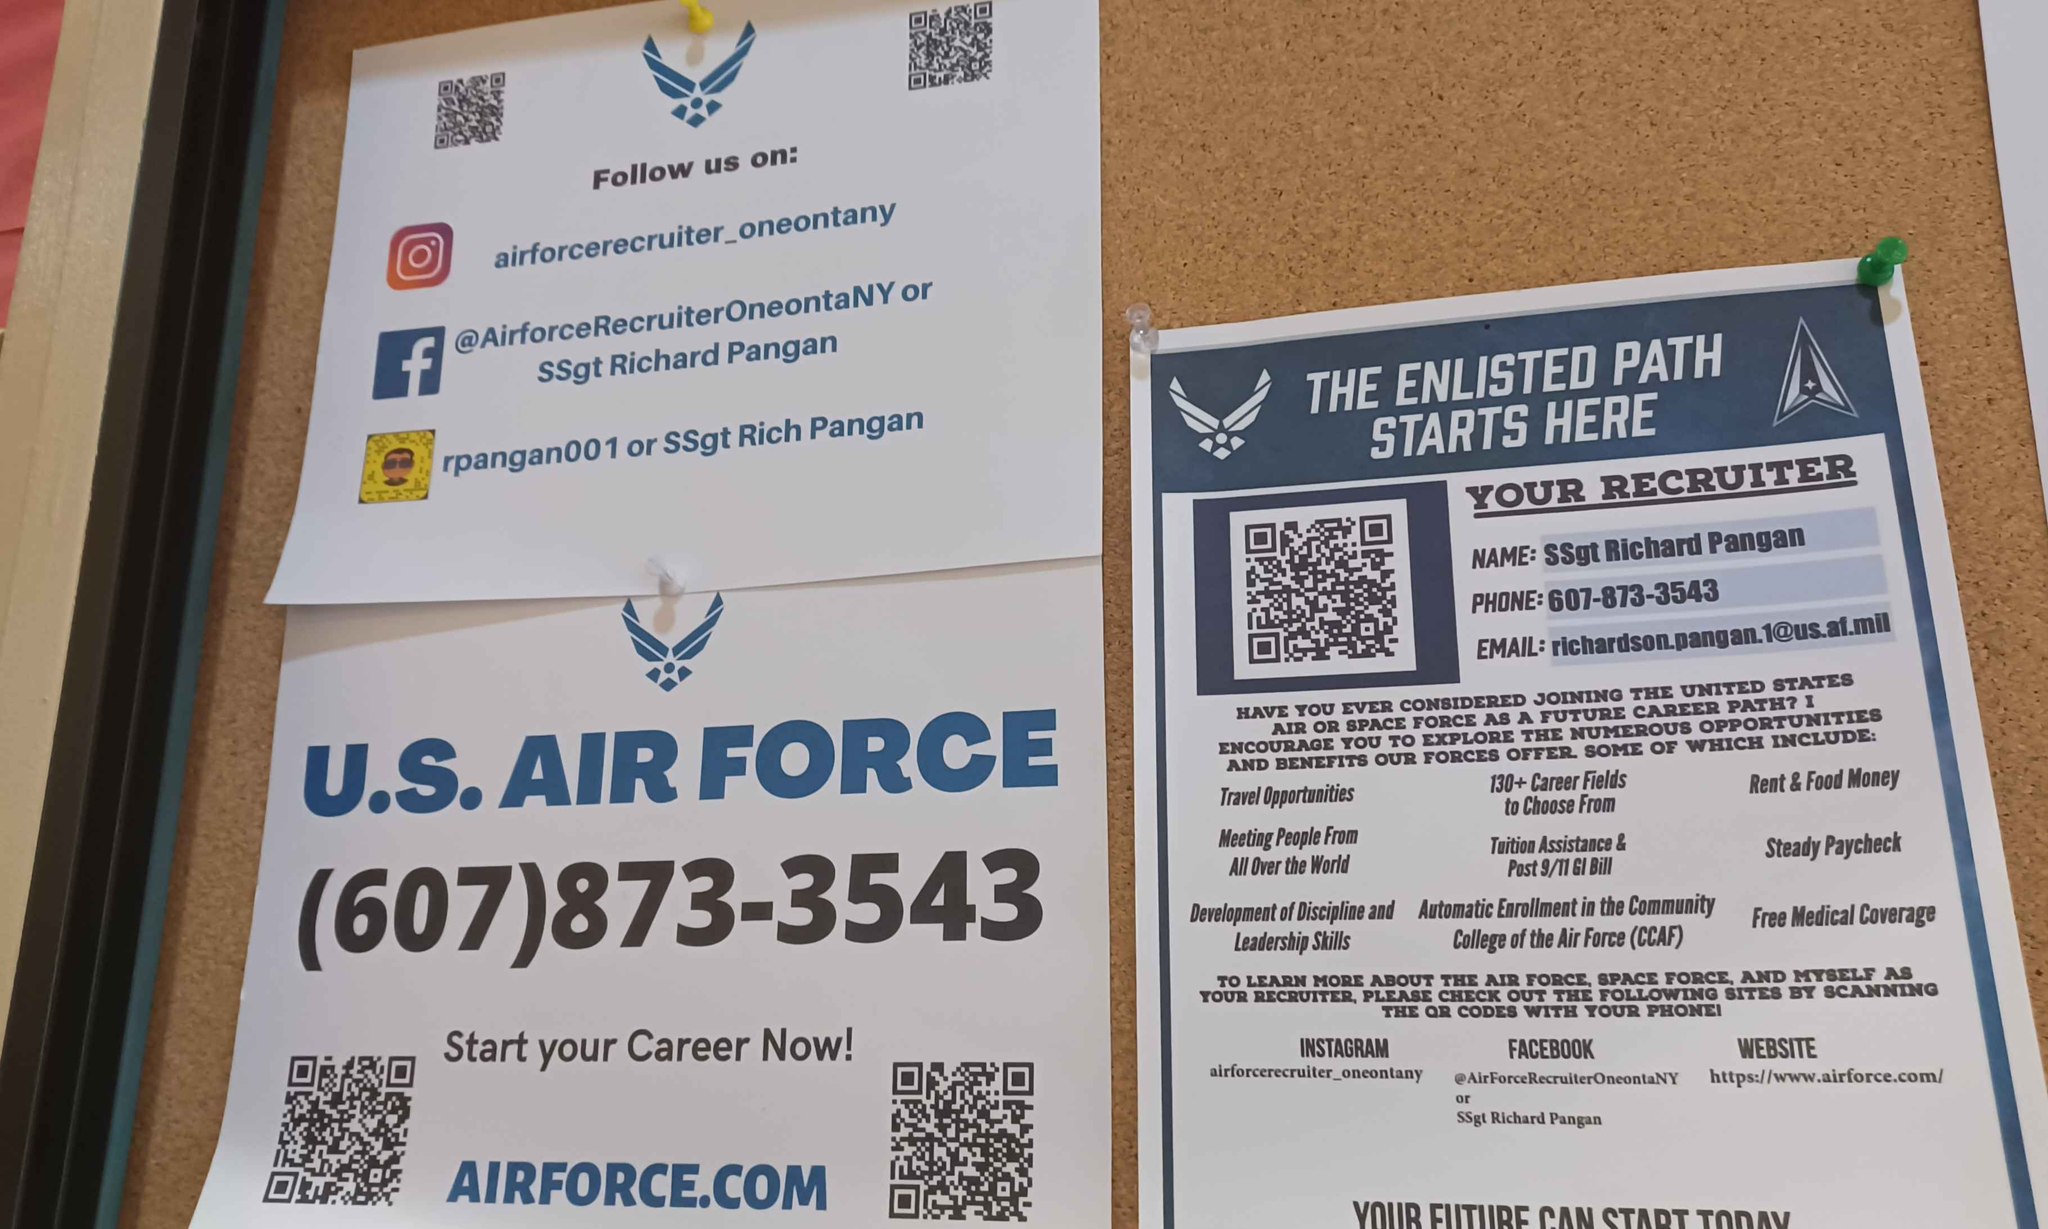 Follow us on:
airforcerecruiter_oneontany
@AirforceRecruiterOneontaNY or
SSgt Richard Pangan
rpangan001 or SSgt Rich Pangan
U.S. AIR FORCE
(607)873-3543
Start your Career Now!
AIRFORCE.COM
THE ENLISTED PATH
STARTS HERE
YOUR RECRUITER
NAME: SSgt Richard Pangan
PHONE: 607-873-3543
EMAIL: richardson.pangan.1@us.af.mil
HAVE YOU EVER CONSIDERED JOINING THE UNITED STATES
AIR OR SPACE FORCE AS A FUTURE CAREER PATH? I
ENCOURAGE YOU TO EXPLORE THE NUMEROUS OPPORTUNITIES
AND BENEFITS OUR FORCES OFFER. SOME OF WHICH INCLUDE:
Travel Opportunities
130+ Career Fields
to Choose From
Rent & Food Money
Meeting People From
All Over the World
Tuition Assistance &
Post 9/11 GI Bill
Steady Paycheck
Development of Discipline and
Leadership Skills
Automatic Enrollment in the Community
College of the Air Force (CCAF)
Free Medical Coverage
TO LEARN MORE ABOUT THE AIR FORCE, SPACE FORCE, AND MYSELF AS
YOUR RECRUITER, PLEASE CHECK OUT THE FOLLOWING SITES BY SCANNING
THE QR CODES WITH YOUR PHONE!
INSTAGRAM
airforcerecruiter_oneontany
FACEBOOK
@AirForceRecruiterOneontaNY
or
SSgt Richard Pangan
WEBSITE
https://www.airforce.com/
YOUR FUTURE CAN START TODAY